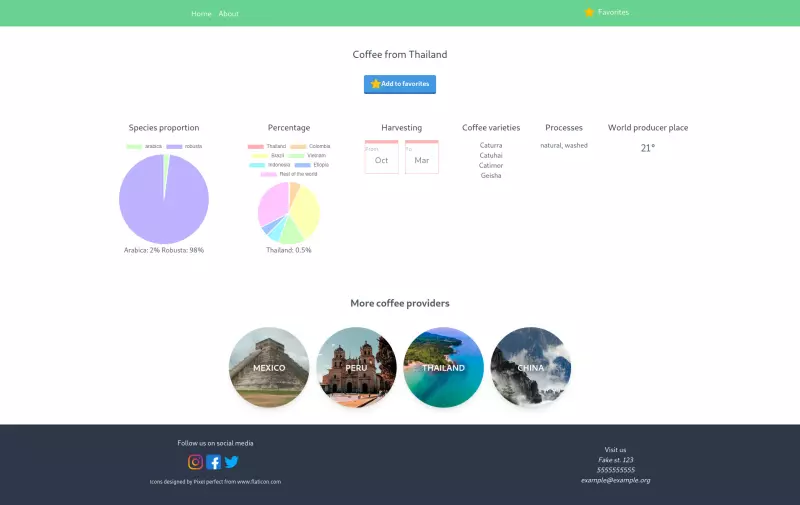 Home About
Favorites
Coffee from Thailand
Add to favorites
Species proportion
arabica robusta
Arabica: 2% Robusta: 98%
Percentage
Thailand Colombia
Brazil Vietnam
Indonesia Etiopia
Rest of the world
Thailand: 0.5%
Harvesting
From
Oct
To
Mar
Coffee varieties
Caturra
Catuhai
Catimor
Geisha
Processes
natural, washed
World producer place
21°
More coffee providers
MEXICO
PERU
THAILAND
CHINA
Follow us on social media
Icons designed by Pixel perfect from www.flaticon.com
Visit us
Fake st. 123
5555555555
example@example.org